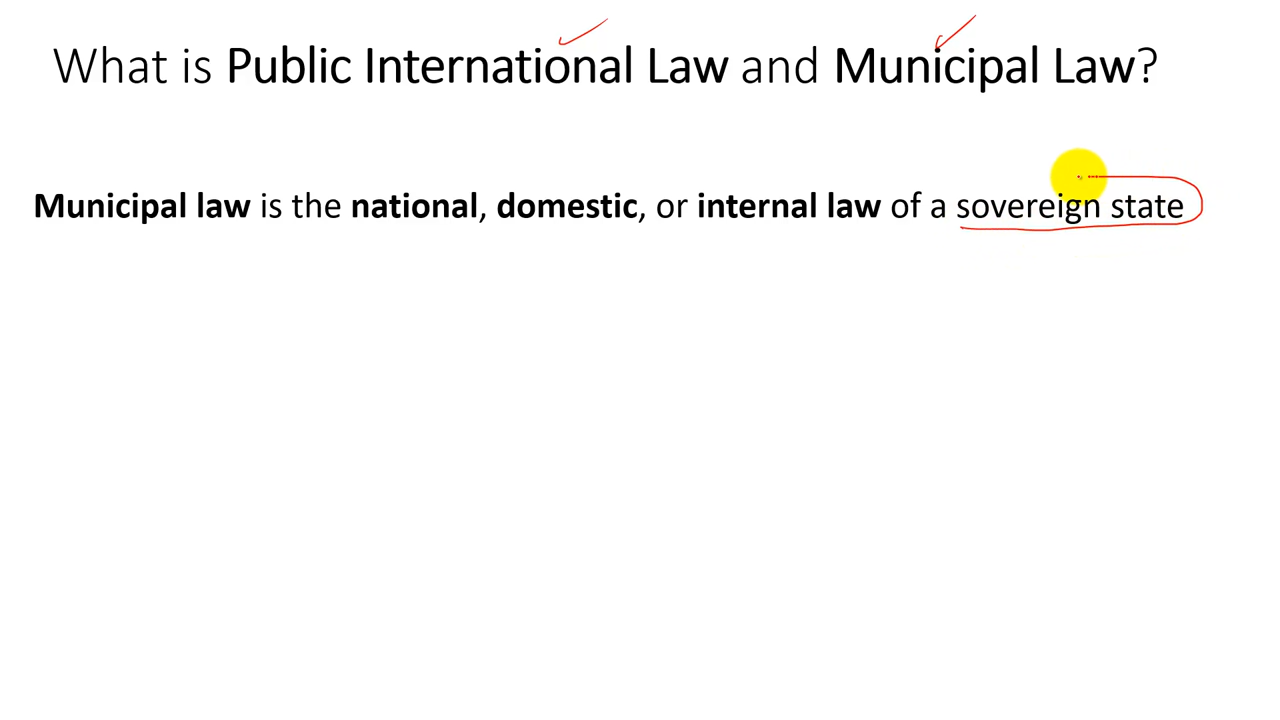 What is Public International Law and Municipal Law?
Municipal law is the national, domestic, or internal law of a sovereign state